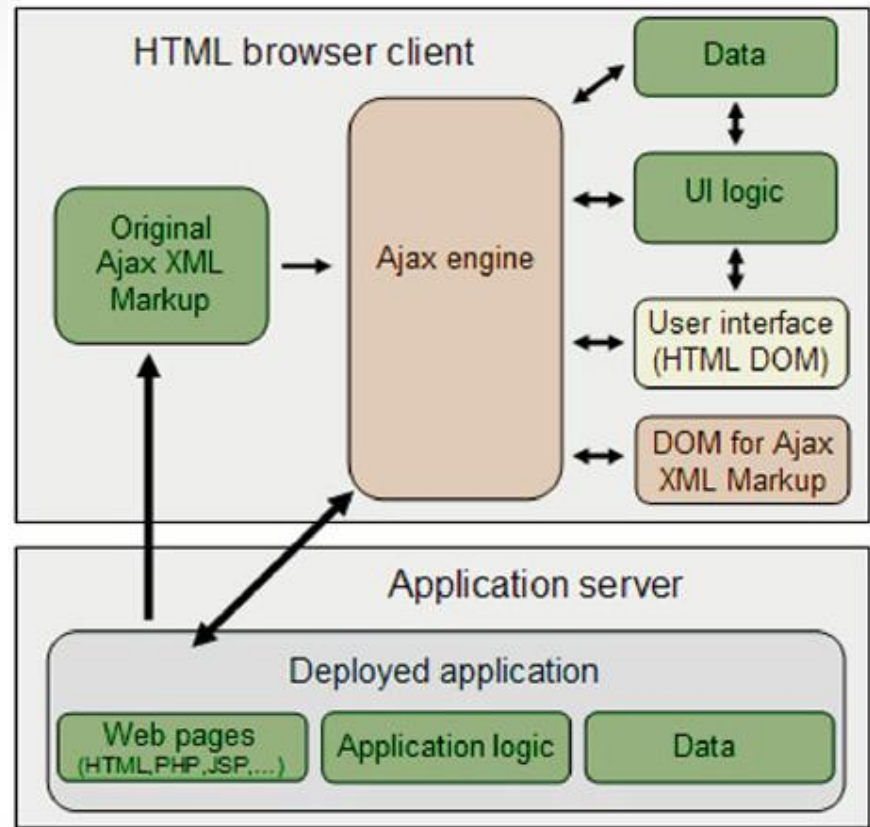 HTML browser client
Data
UI logic
Original
Ajax XML
Markup
Ajax engine
User interface
(HTML DOM)
DOM for Ajax
XML Markup
Application server
Deployed application
Web pages
(HTML,PHP,JSP,...)
Application logic
Data